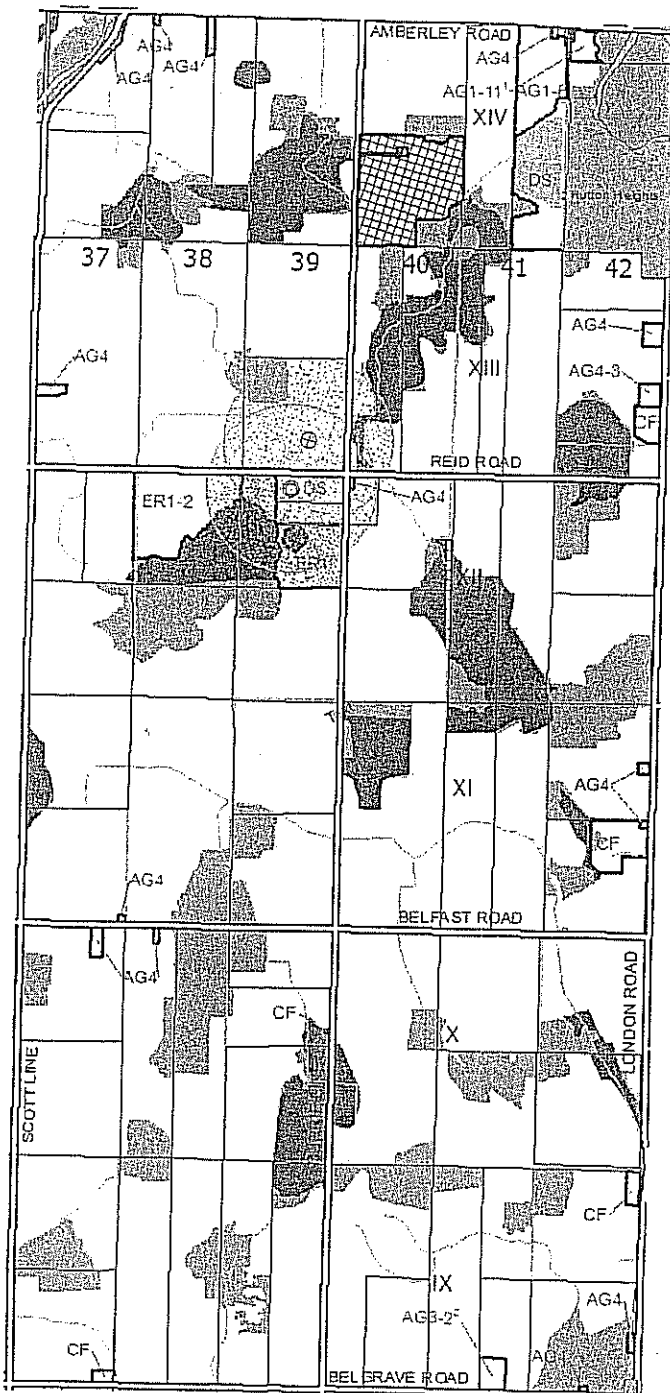 AMBERLEY ROAD
AG4
AG4
AG4
AG4
XIV
DS
37
38
39
40
41
42
AG4
AG4
AG4-3
XIII
CF
REID ROAD
ER1-2
DS
AG4
XII
XI
AG4
CF
AG4
BELFAST ROAD
AG4
CF
X
SCOTT LINE
LONDON ROAD
CF
IX
AG4
AG3-2
CF
BELGRAVE ROAD